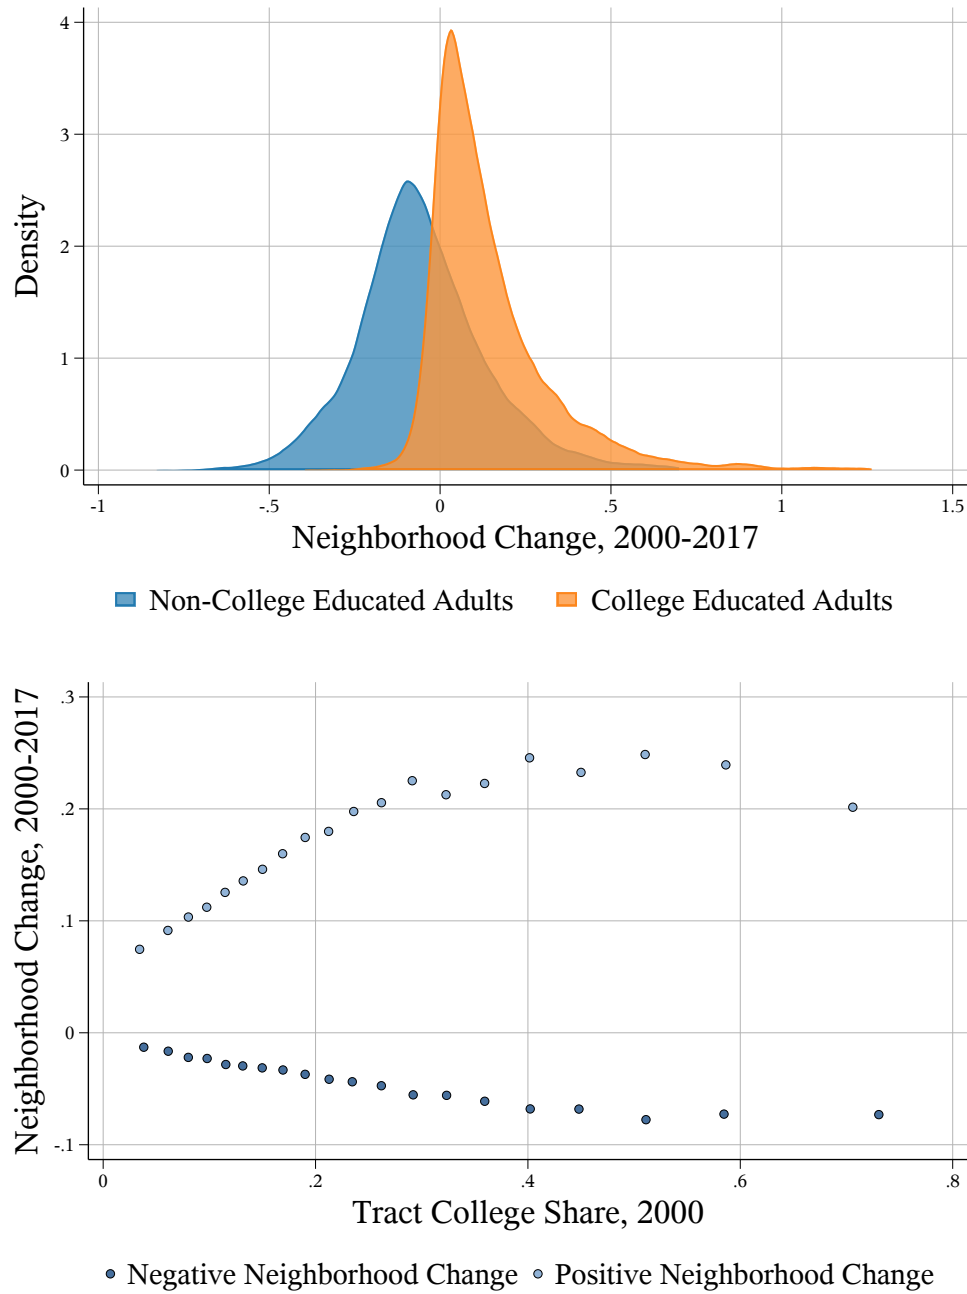 4
3
2
1
0
Density
-1
-.5
0
.5
1
1.5
Neighborhood Change, 2000-2017
Non-College Educated Adults
College Educated Adults
.3
.2
.1
0
-.1
Neighborhood Change, 2000-2017
0
.2
.4
.6
.8
Tract College Share, 2000
Negative Neighborhood Change
Positive Neighborhood Change